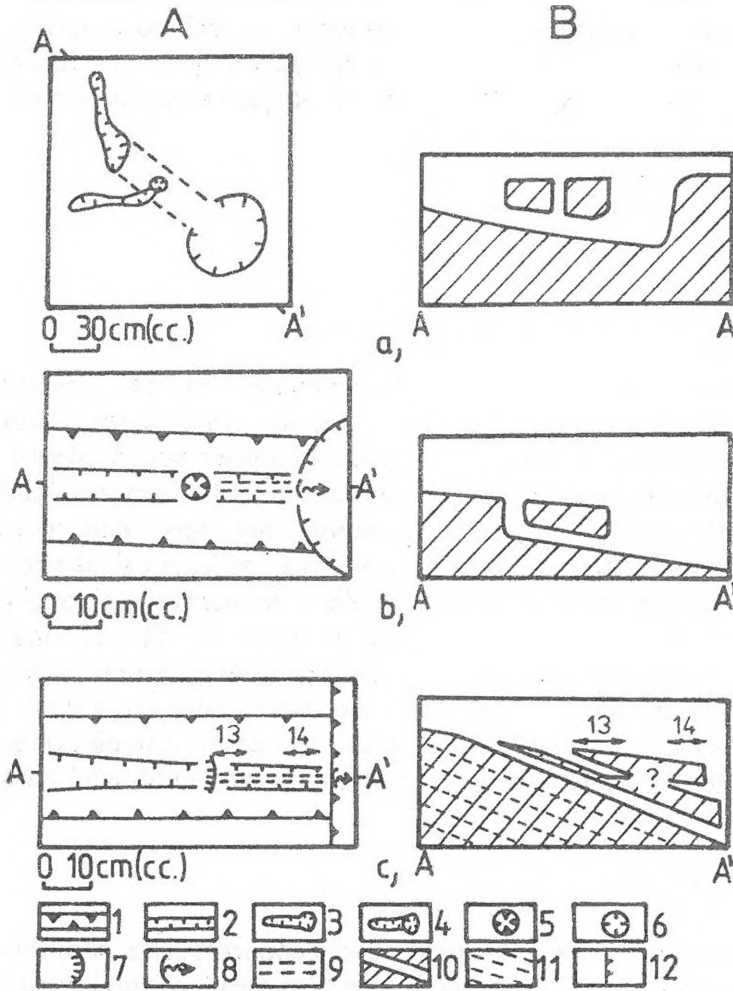 A B
A
A'
0 30cm(cc.)
a,
A A
A A'
0 10cm(cc.)
b,
A A'
13 14
A A'
13 14
?
0 10cm(cc.)
c,
A A'
1 2 3 4 5 6
7 8 9 10 11 12